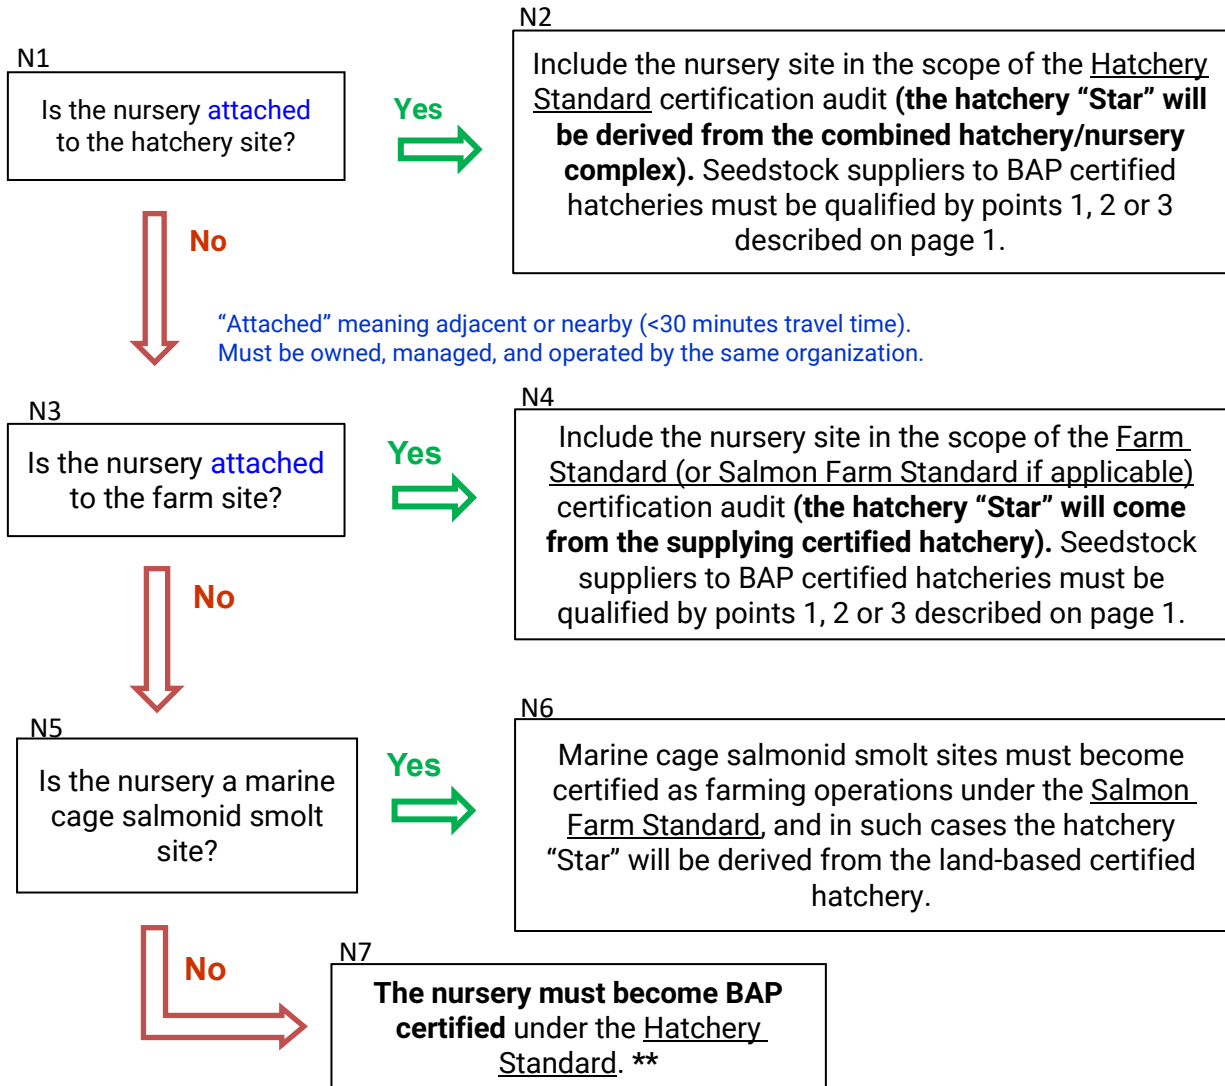 N1
Is the nursery attached
to the hatchery site?
Yes
N2
Include the nursery site in the scope of the Hatchery
Standard certification audit (the hatchery “Star” will
be derived from the combined hatchery/nursery
complex). Seedstock suppliers to BAP certified
hatcheries must be qualified by points 1, 2 or 3
described on page 1.
No
“Attached” meaning adjacent or nearby (<30 minutes travel time).
Must be owned, managed, and operated by the same organization.
N3
Is the nursery attached
to the farm site?
Yes
N4
Include the nursery site in the scope of the Farm
Standard (or Salmon Farm Standard if applicable)
certification audit (the hatchery “Star” will come
from the supplying certified hatchery). Seedstock
suppliers to BAP certified hatcheries must be
qualified by points 1, 2 or 3 described on page 1.
No
N5
Is the nursery a marine
cage salmonid smolt
site?
Yes
N6
Marine cage salmonid smolt sites must become
certified as farming operations under the Salmon
Farm Standard, and in such cases the hatchery
“Star” will be derived from the land-based certified
hatchery.
No
N7
The nursery must become BAP
certified under the Hatchery
Standard. **